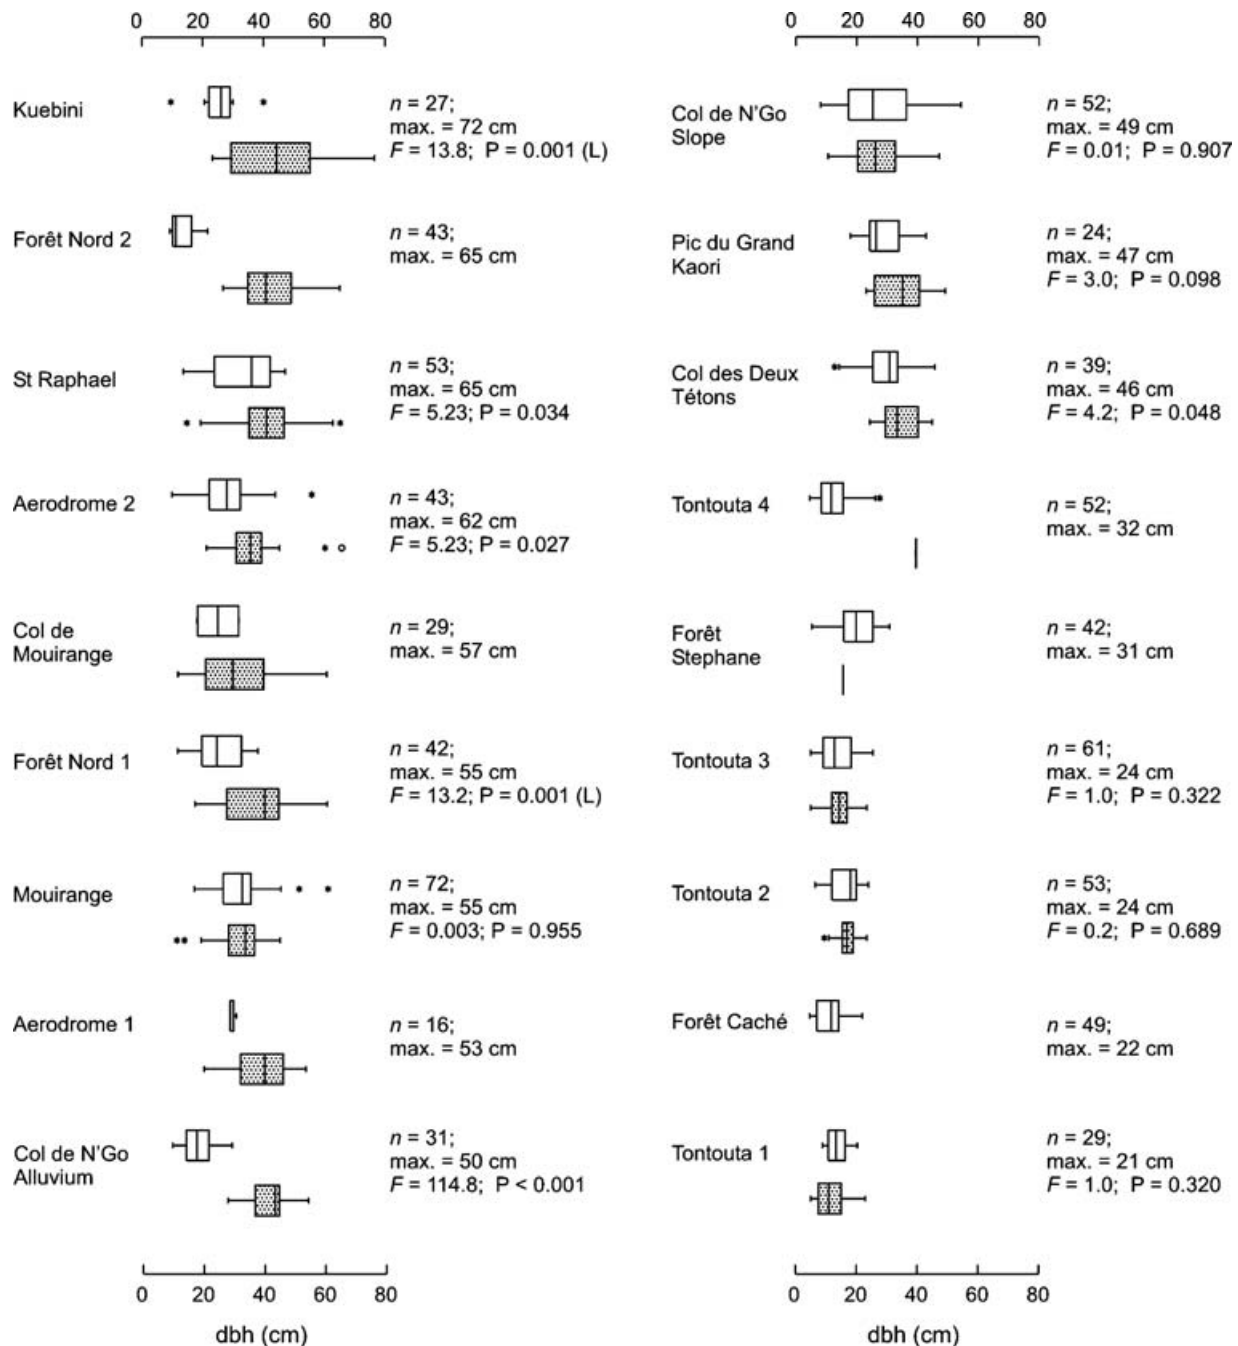 0 20 40 60 80
Kuebini
n = 27;
max. = 72 cm
F = 13.8; P = 0.001 (L)
Forêt Nord 2
n = 43;
max. = 65 cm
St Raphael
n = 53;
max. = 65 cm
F = 5.23; P = 0.034
Aerodrome 2
n = 43;
max. = 62 cm
F = 5.23; P = 0.027
Col de
Mouirange
n = 29;
max. = 57 cm
Forêt Nord 1
n = 42;
max. = 55 cm
F = 13.2; P = 0.001 (L)
Mouirange
n = 72;
max. = 55 cm
F = 0.003; P = 0.955
Aerodrome 1
n = 16;
max. = 53 cm
Col de N'Go
Alluvium
n = 31;
max. = 50 cm
F = 114.8; P < 0.001
0 20 40 60 80
dbh (cm)
0 20 40 60 80
Col de N'Go
Slope
n = 52;
max. = 49 cm
F = 0.01; P = 0.907
Pic du Grand
Kaori
n = 24;
max. = 47 cm
F = 3.0; P = 0.098
Col des Deux
Tétons
n = 39;
max. = 46 cm
F = 4.2; P = 0.048
Tontouta 4
n = 52;
max. = 32 cm
Forêt
Stephane
n = 42;
max. = 31 cm
Tontouta 3
n = 61;
max. = 24 cm
F = 1.0; P = 0.322
Tontouta 2
n = 53;
max. = 24 cm
F = 0.2; P = 0.689
Forêt Caché
n = 49;
max. = 22 cm
Tontouta 1
n = 29;
max. = 21 cm
F = 1.0; P = 0.320
0 20 40 60 80
dbh (cm)